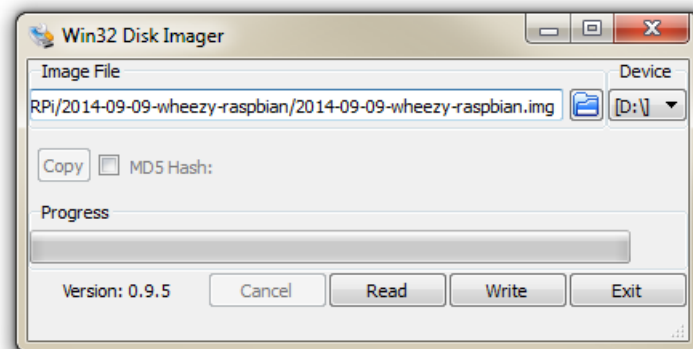 Win32 Disk Imager
Image File Device
RPi/2014-09-09-wheezy-raspbian/2014-09-09-wheezy-raspbian.img [D:\]
Copy MD5 Hash:
Progress
Version: 0.9.5 Cancel Read Write Exit